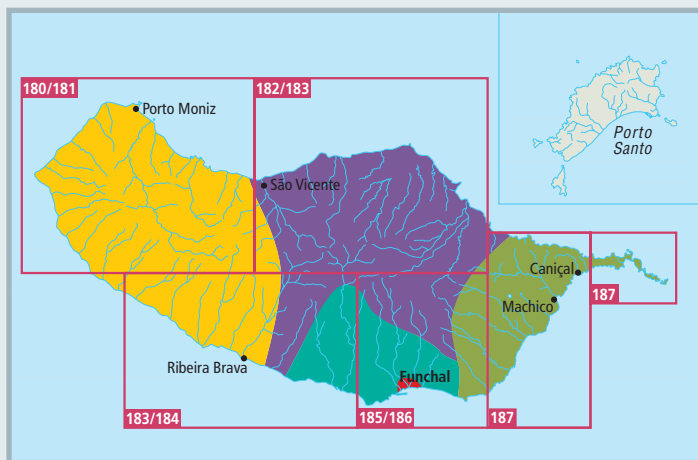 180/181
182/183
Porto Moniz
Porto
Santo
São Vicente
Caniçal
187
Machico
Ribeira Brava
Funchal
183/184
185/186
187